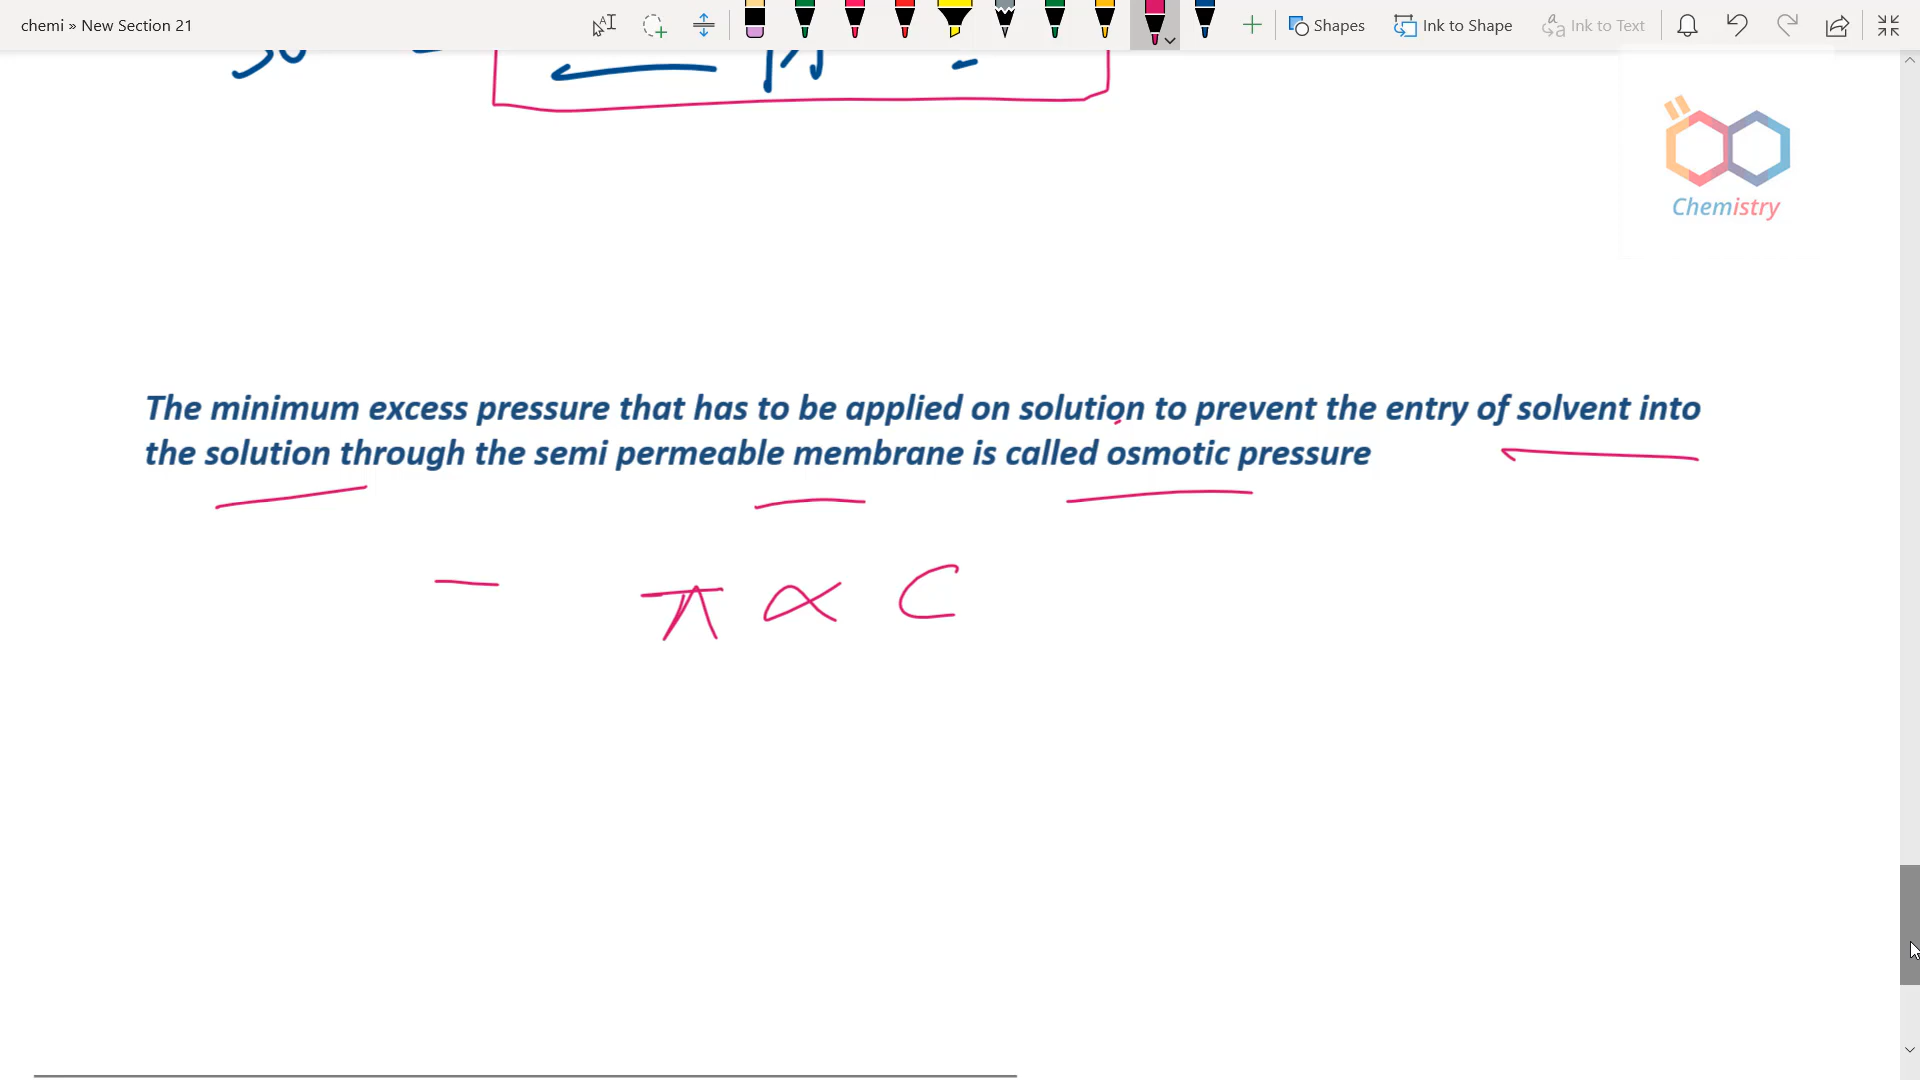 chemi » New Section 21
Shapes
Ink to Shape
Ink to Text
Chemistry
The minimum excess pressure that has to be applied on solution to prevent the entry of solvent into
the solution through the semi permeable membrane is called osmotic pressure
π ∝ C